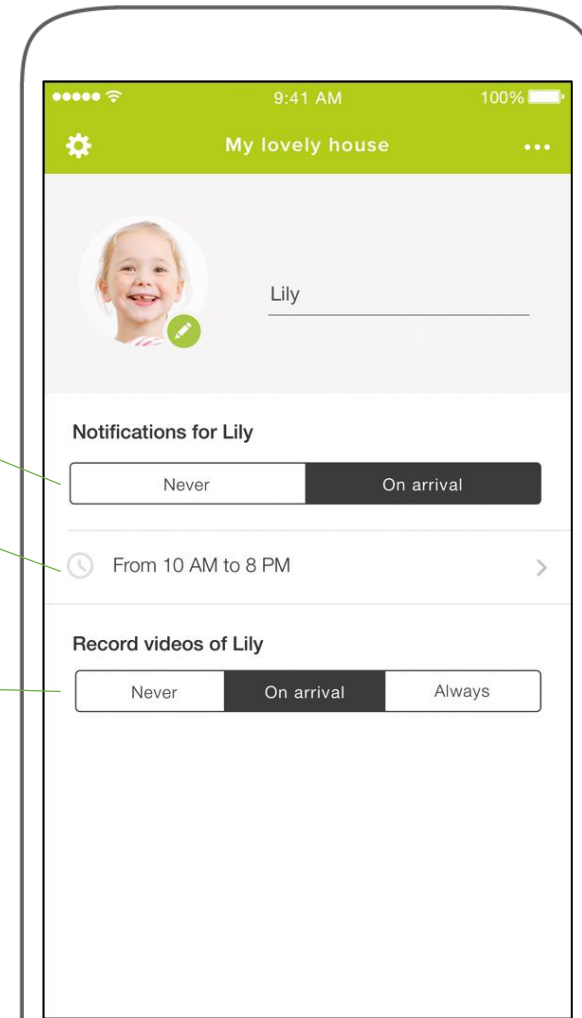 9:41 AM 100%
My lovely house
Lily
Notifications for Lily
Never On arrival
From 10 AM to 8 PM
Record videos of Lily
Never On arrival Always